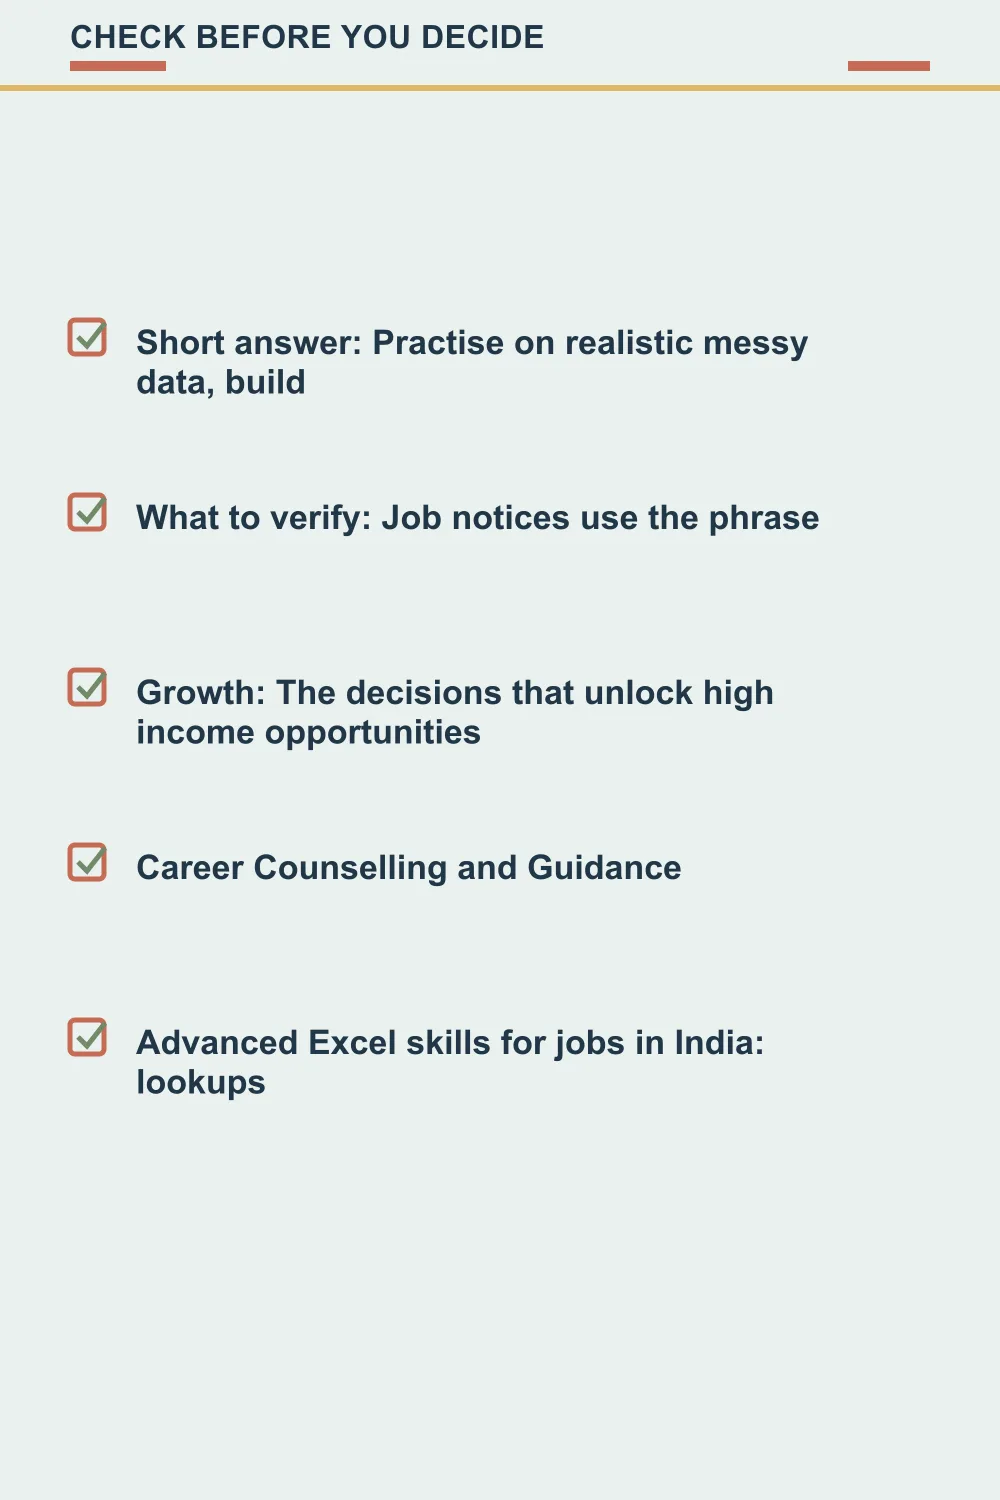 CHECK BEFORE YOU DECIDE
Short answer: Practise on realistic messy
data, build
What to verify: Job notices use the phrase
Growth: The decisions that unlock high
income opportunities
Career Counselling and Guidance
Advanced Excel skills for jobs in India:
lookups